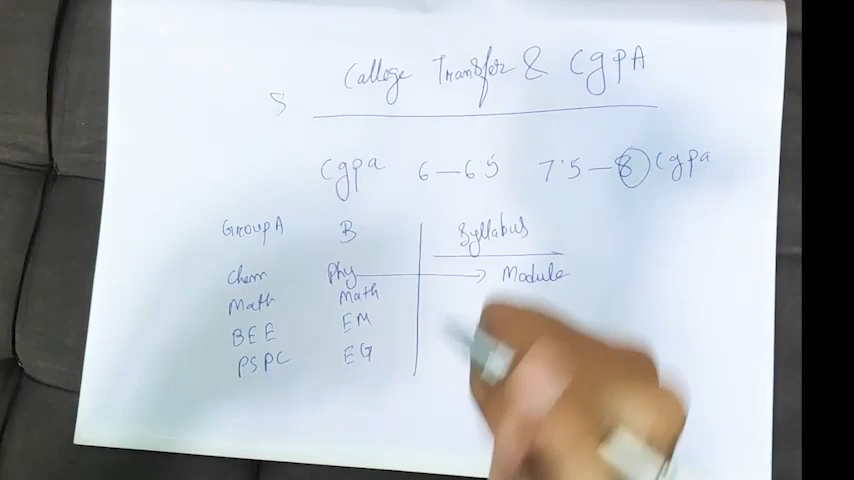 Callege Transfer & CgPA
S
Cgpa 6-6.5 7.5-8 Cgpa
Group A B Syllabus
Chem Phy → Module
Math Math
BEE EM
PSPC EG